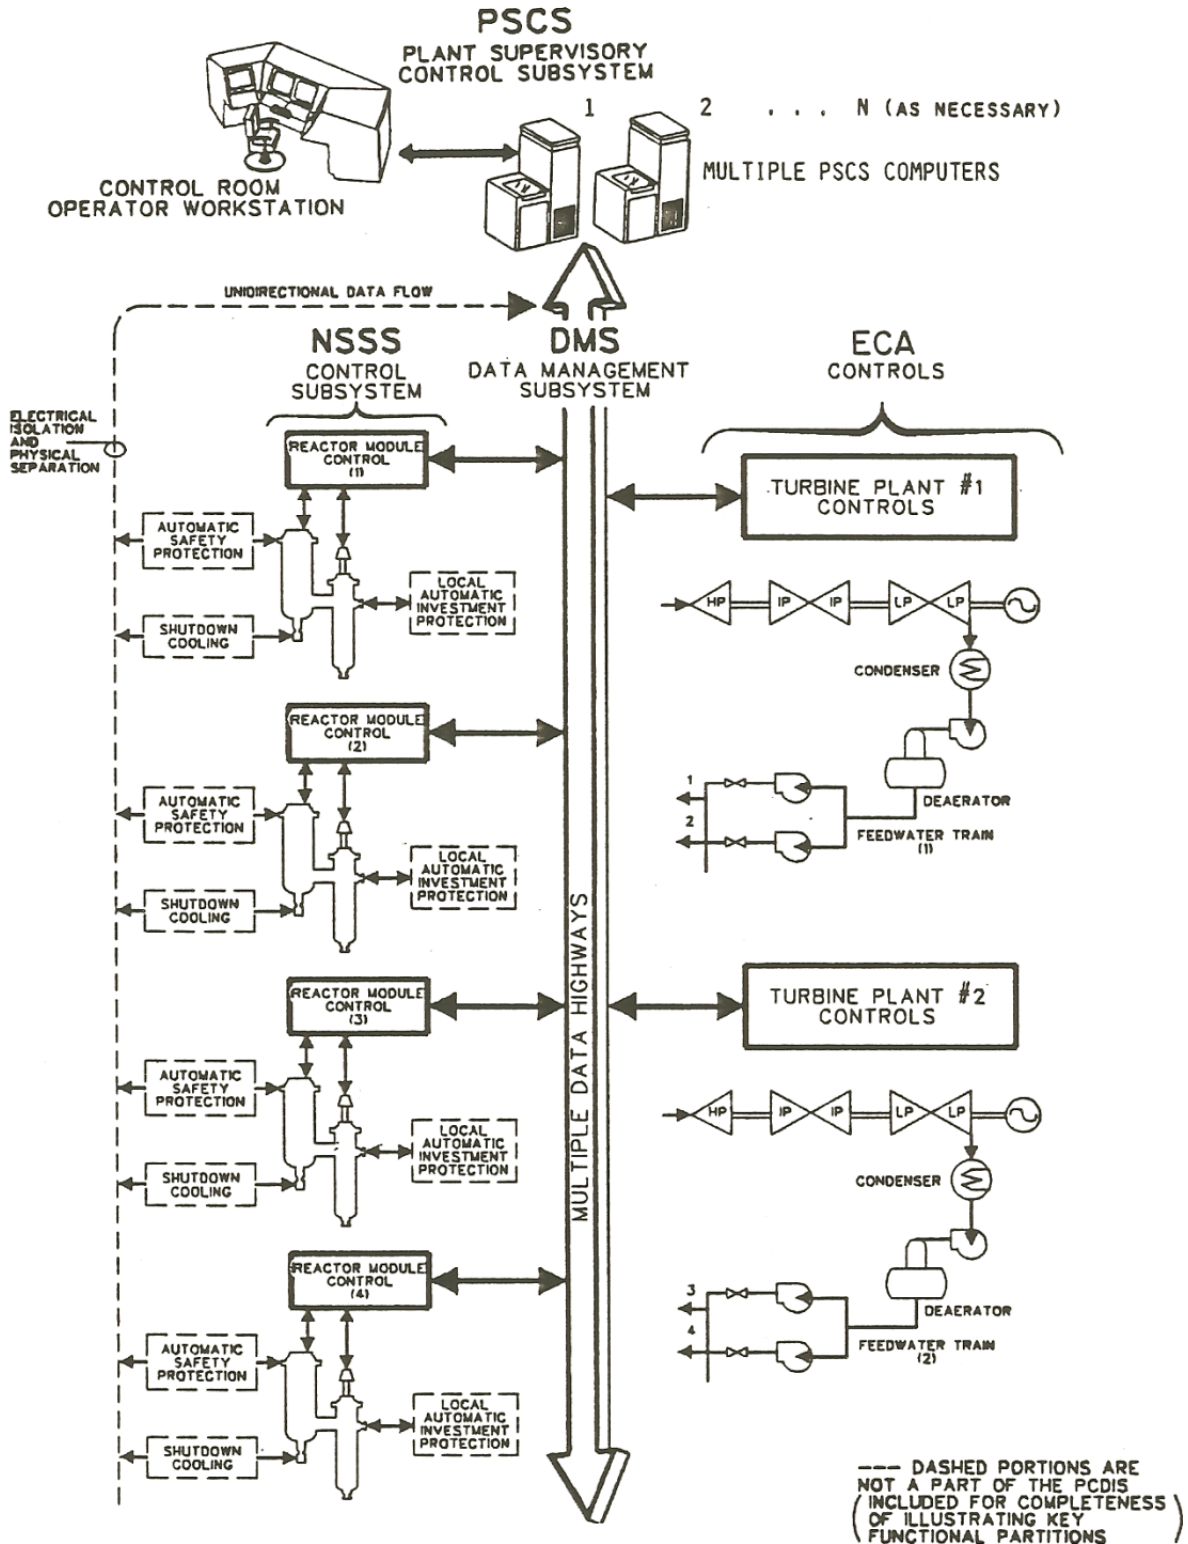 PSCS
PLANT SUPERVISORY
CONTROL SUBSYSTEM
1 2 . . . N (AS NECESSARY)
MULTIPLE PSCS COMPUTERS
CONTROL ROOM
OPERATOR WORKSTATION
UNIDIRECTIONAL DATA FLOW
NSSS
CONTROL
SUBSYSTEM
DMS
DATA MANAGEMENT
SUBSYSTEM
ECA
CONTROLS
ELECTRICAL
ISOLATION
AND
PHYSICAL
SEPARATION
REACTOR MODULE
CONTROL
(1)
AUTOMATIC
SAFETY
PROTECTION
LOCAL
AUTOMATIC
INVESTMENT
PROTECTION
SHUTDOWN
COOLING
REACTOR MODULE
CONTROL
(2)
AUTOMATIC
SAFETY
PROTECTION
LOCAL
AUTOMATIC
INVESTMENT
PROTECTION
SHUTDOWN
COOLING
REACTOR MODULE
CONTROL
(3)
AUTOMATIC
SAFETY
PROTECTION
LOCAL
AUTOMATIC
INVESTMENT
PROTECTION
SHUTDOWN
COOLING
REACTOR MODULE
CONTROL
(4)
AUTOMATIC
SAFETY
PROTECTION
LOCAL
AUTOMATIC
INVESTMENT
PROTECTION
SHUTDOWN
COOLING
MULTIPLE DATA HIGHWAYS
TURBINE PLANT #1
CONTROLS
HP IP IP LP LP
CONDENSER
DEAERATOR
1
2
FEEDWATER TRAIN
(1)
TURBINE PLANT #2
CONTROLS
HP IP IP LP LP
CONDENSER
DEAERATOR
3
4
FEEDWATER TRAIN
(2)
--- DASHED PORTIONS ARE
NOT A PART OF THE PCDIS
(INCLUDED FOR COMPLETENESS
OF ILLUSTRATING KEY
FUNCTIONAL PARTITIONS)